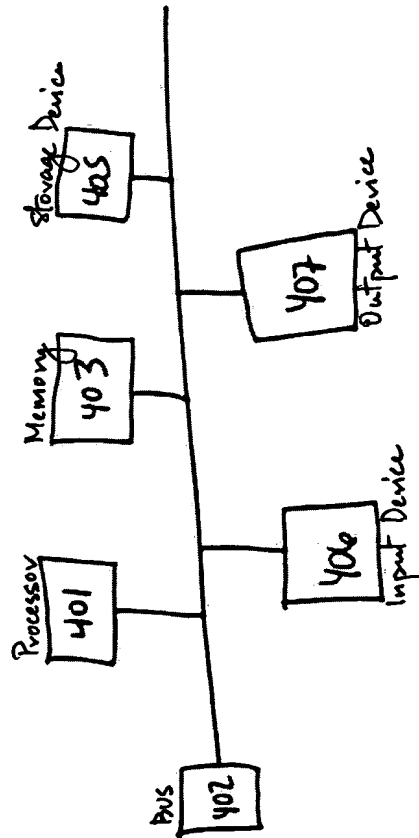 Processor
401
Memory
403
Storage Device
405
BUS
402
406
Input Device
407
Output Device